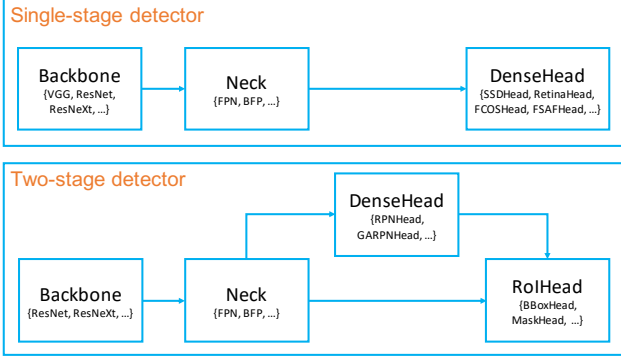 Single-stage detector
Backbone
{VGG, ResNet,
ResNeXt, ...}
Neck
{FPN, BFP, ...}
DenseHead
{SSDHead, RetinaHead,
FCOSHead, FSAFHead, ...}
Two-stage detector
DenseHead
{RPNHead,
GARPNHead, ...}
Backbone
{ResNet, ResNeXt, ...}
Neck
{FPN, BFP, ...}
RoIHead
{BBoxHead,
MaskHead, ...}